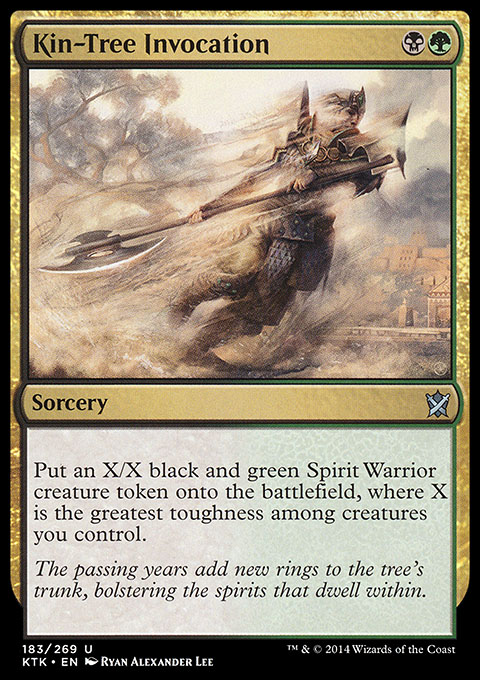 Kin-Tree Invocation
Sorcery
Put an X/X black and green Spirit Warrior
creature token onto the battlefield, where X
is the greatest toughness among creatures
you control.
The passing years add new rings to the tree’s
trunk, bolstering the spirits that dwell within.
183/269 U
KTK • EN Ryan Alexander Lee
™ & © 2014 Wizards of the Coast